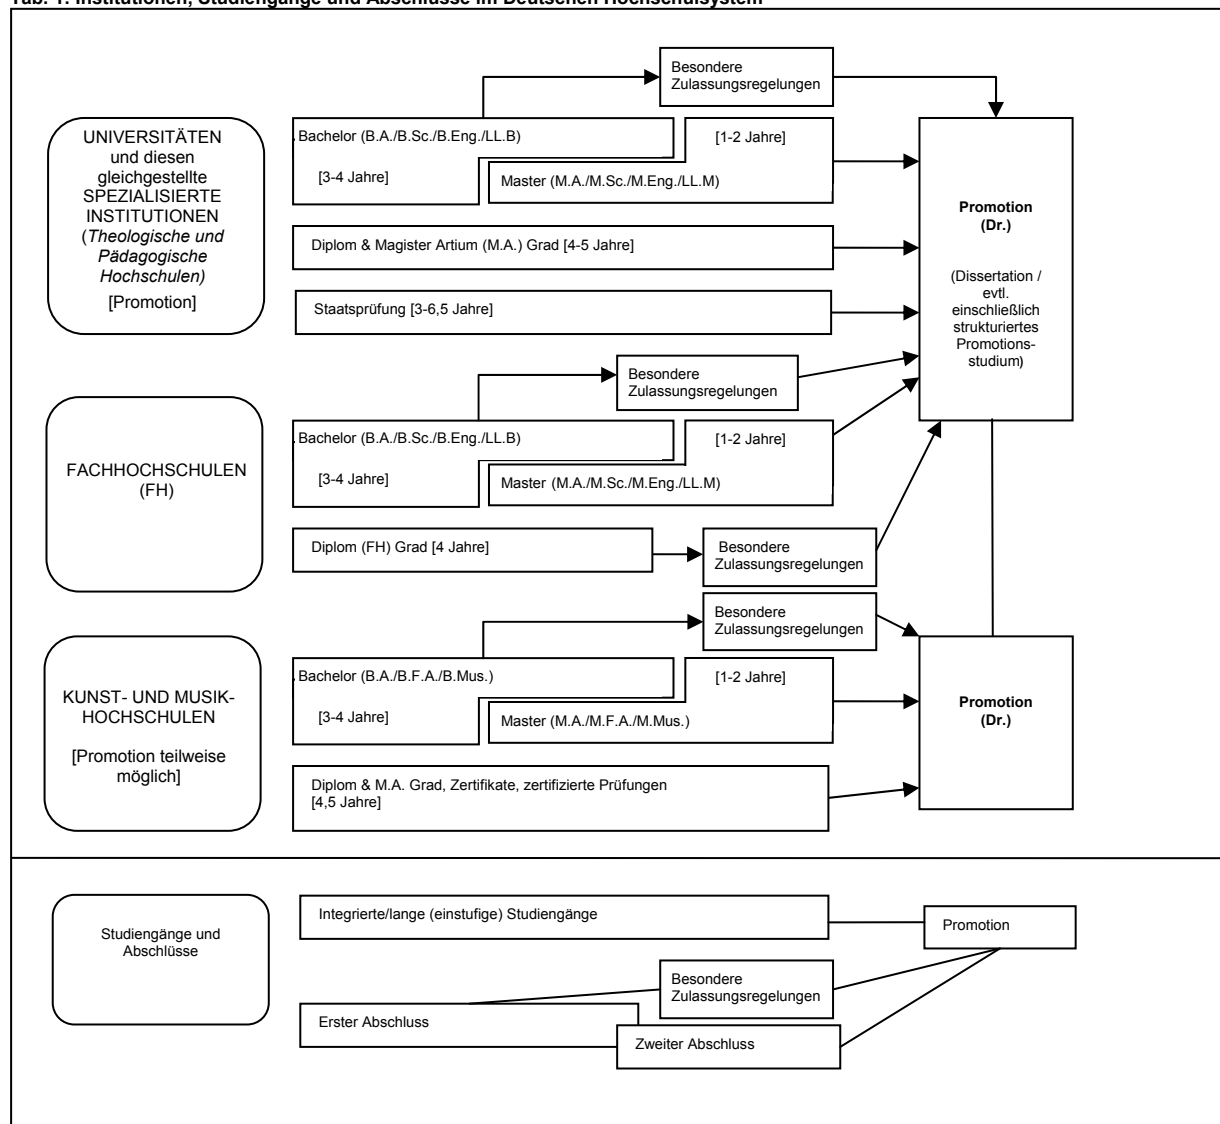 Tab. 1: Institutionen, Studiengänge und Abschlüsse im Deutschen Hochschulsystem
Besondere
Zulassungsregelungen
UNIVERSITÄTEN
und diesen
gleichgestellte
SPEZIALISIERTE
INSTITUTIONEN
(Theologische und
Pädagogische
Hochschulen)
[Promotion]
Bachelor (B.A./B.Sc./B.Eng./LL.B)
[3-4 Jahre]
[1-2 Jahre]
Master (M.A./M.Sc./M.Eng./LL.M)
Diplom & Magister Artium (M.A.) Grad [4-5 Jahre]
Staatsprüfung [3-6,5 Jahre]
Promotion
(Dr.)
(Dissertation /
evtl.
einschließlich
strukturiertes
Promotions-
studium)
Besondere
Zulassungsregelungen
FACHHOCHSCHULEN
(FH)
Bachelor (B.A./B.Sc./B.Eng./LL.B)
[3-4 Jahre]
[1-2 Jahre]
Master (M.A./M.Sc./M.Eng./LL.M)
Diplom (FH) Grad [4 Jahre]
Besondere
Zulassungsregelungen
Besondere
Zulassungsregelungen
KUNST- UND MUSIK-
HOCHSCHULEN
[Promotion teilweise
möglich]
Bachelor (B.A./B.F.A./B.Mus.)
[3-4 Jahre]
[1-2 Jahre]
Master (M.A./M.F.A./M.Mus.)
Diplom & M.A. Grad, Zertifikate, zertifizierte Prüfungen
[4,5 Jahre]
Promotion
(Dr.)
Studiengänge und
Abschlüsse
Integrierte/lange (einstufige) Studiengänge
Promotion
Besondere
Zulassungsregelungen
Erster Abschluss
Zweiter Abschluss